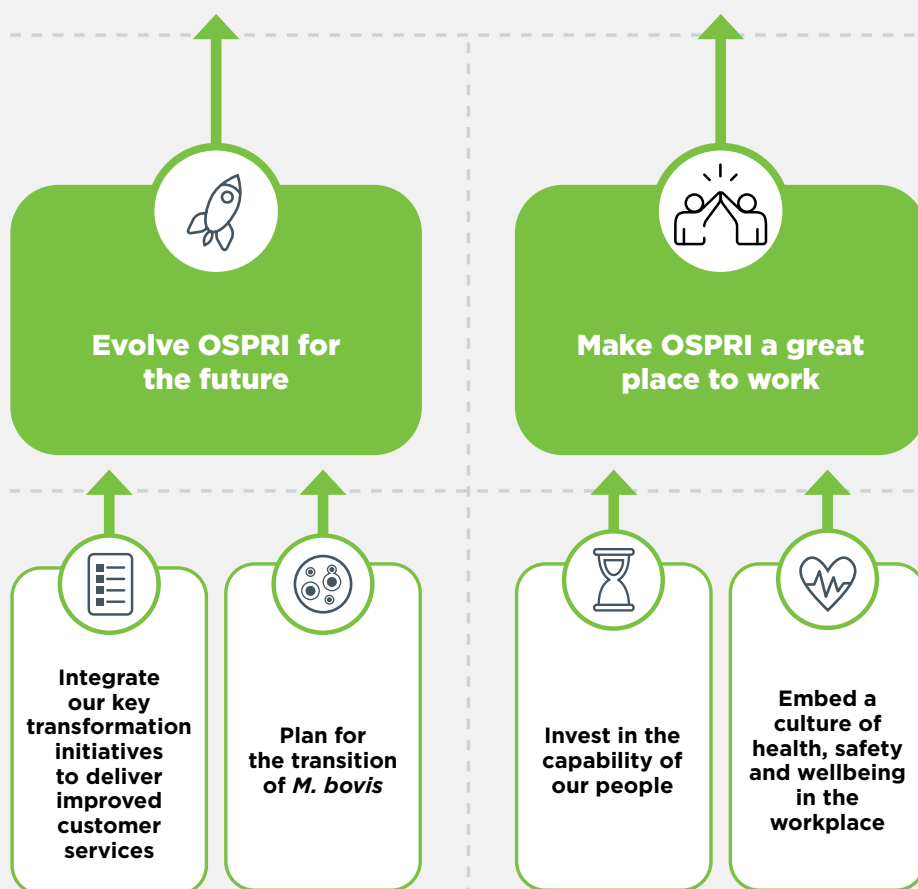 Evolve OSPRI for
the future
Make OSPRI a great
place to work
Integrate
our key
transformation
initiatives
to deliver
improved
customer
services
Plan for
the transition
of M. bovis
Invest in the
capability of
our people
Embed a
culture of
health, safety
and wellbeing
in the
workplace